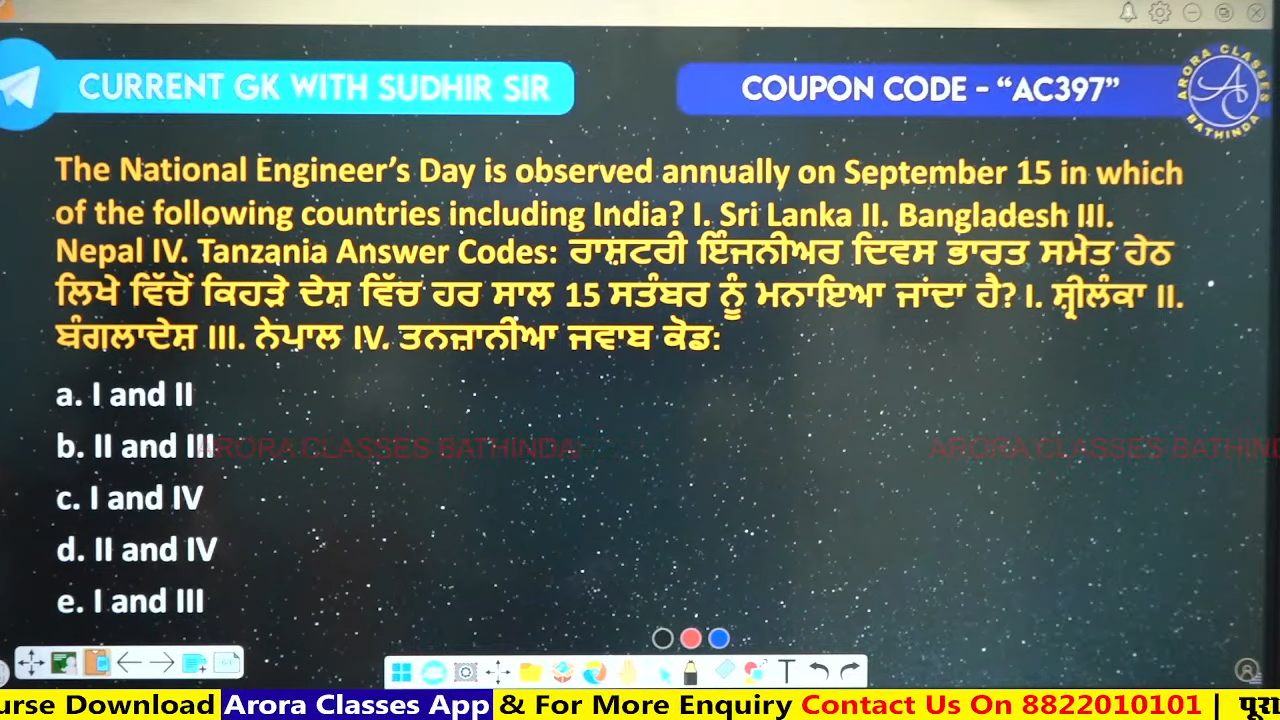 CURRENT GK WITH SUDHIR SIR
COUPON CODE - “AC397”
ARORA CLASSES
BATHINDA
The National Engineer’s Day is observed annually on September 15 in which
of the following countries including India? I. Sri Lanka II. Bangladesh III.
Nepal IV. Tanzania Answer Codes: ਰਾਸ਼ਟਰੀ ਇੰਜਨੀਅਰ ਦਿਵਸ ਭਾਰਤ ਸਮੇਤ ਹੇਠ
ਲਿਖੇ ਵਿੱਚੋਂ ਕਿਹੜੇ ਦੇਸ਼ ਵਿੱਚ ਹਰ ਸਾਲ 15 ਸਤੰਬਰ ਨੂੰ ਮਨਾਇਆ ਜਾਂਦਾ ਹੈ? I. ਸ਼੍ਰੀਲੰਕਾ II.
ਬੰਗਲਾਦੇਸ਼ III. ਨੇਪਾਲ IV. ਤਨਜ਼ਾਨੀਆ ਜਵਾਬ ਕੋਡ:
a. I and II
b. II and III
ARORA CLASSES BATHINDA
ARORA CLASSES BATHINDA
c. I and IV
d. II and IV
e. I and III
urse Download Arora Classes App & For More Enquiry Contact Us On 8822010101 | पूरा